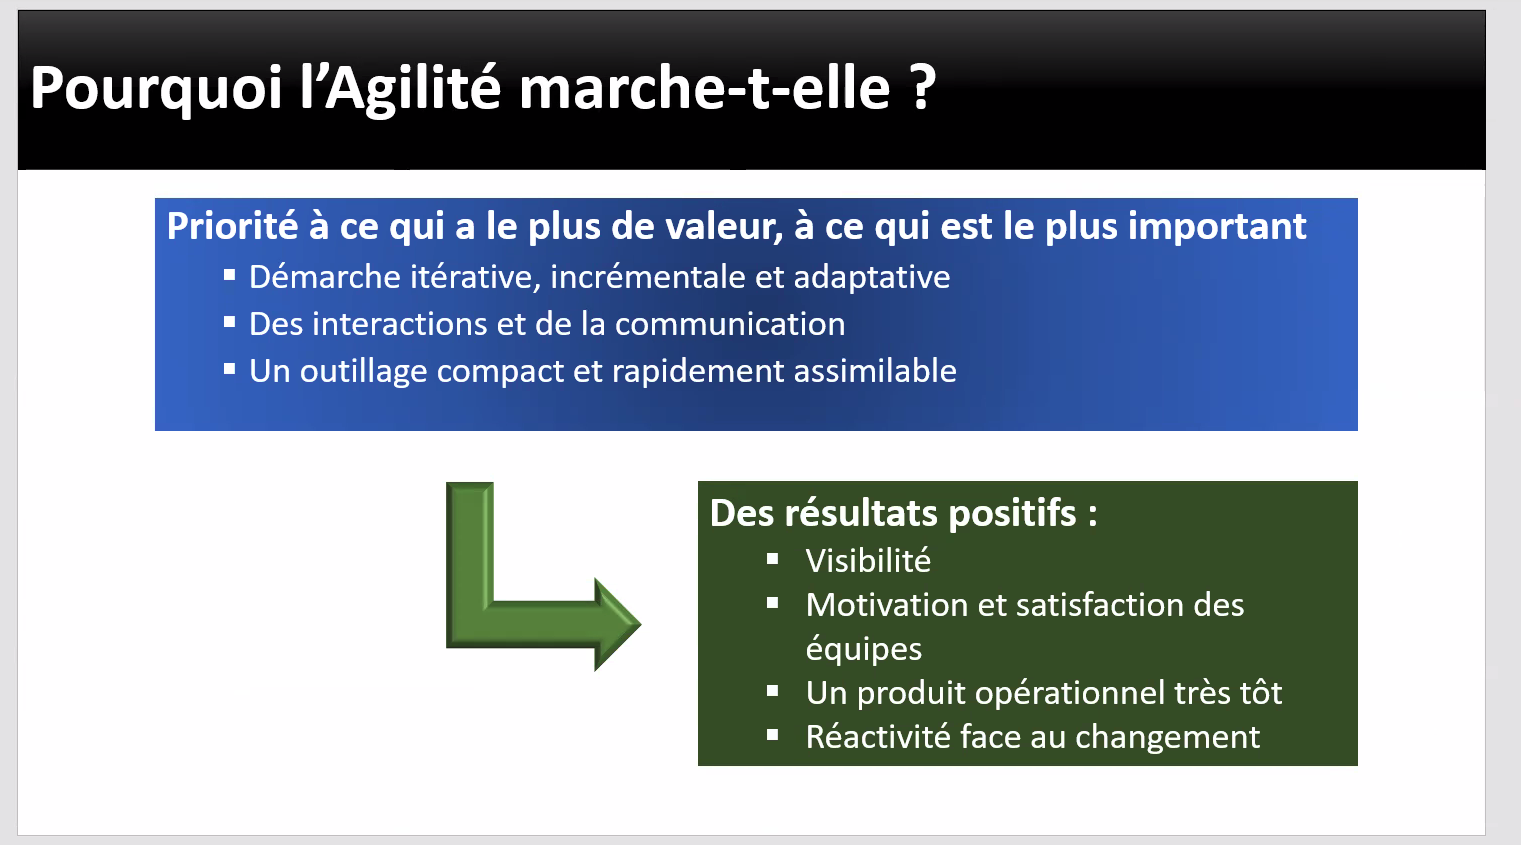 Pourquoi l’Agilité marche-t-elle ?
Priorité à ce qui a le plus de valeur, à ce qui est le plus important
▪ Démarche itérative, incrémentale et adaptative
▪ Des interactions et de la communication
▪ Un outillage compact et rapidement assimilable
Des résultats positifs :
▪ Visibilité
▪ Motivation et satisfaction des
équipes
▪ Un produit opérationnel très tôt
▪ Réactivité face au changement